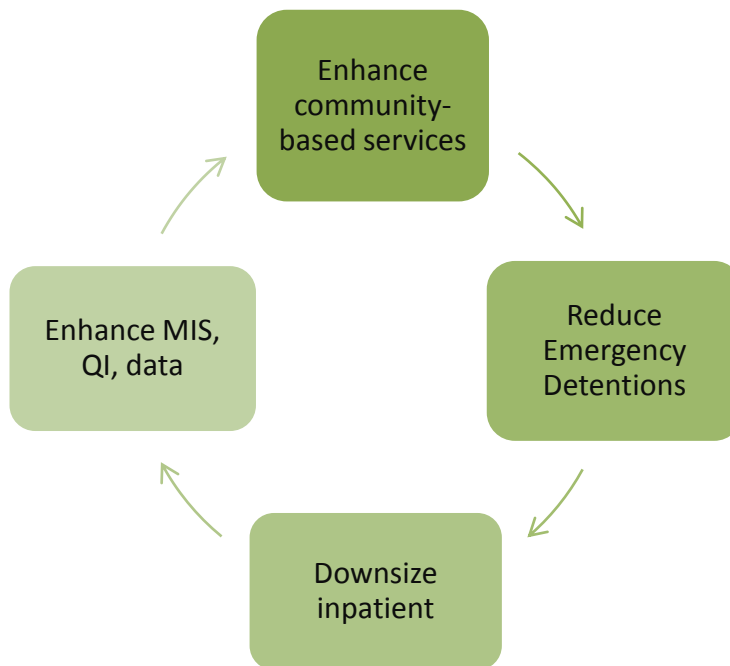 Enhance
community-
based services
Reduce
Emergency
Detentions
Downsize
inpatient
Enhance MIS,
QI, data